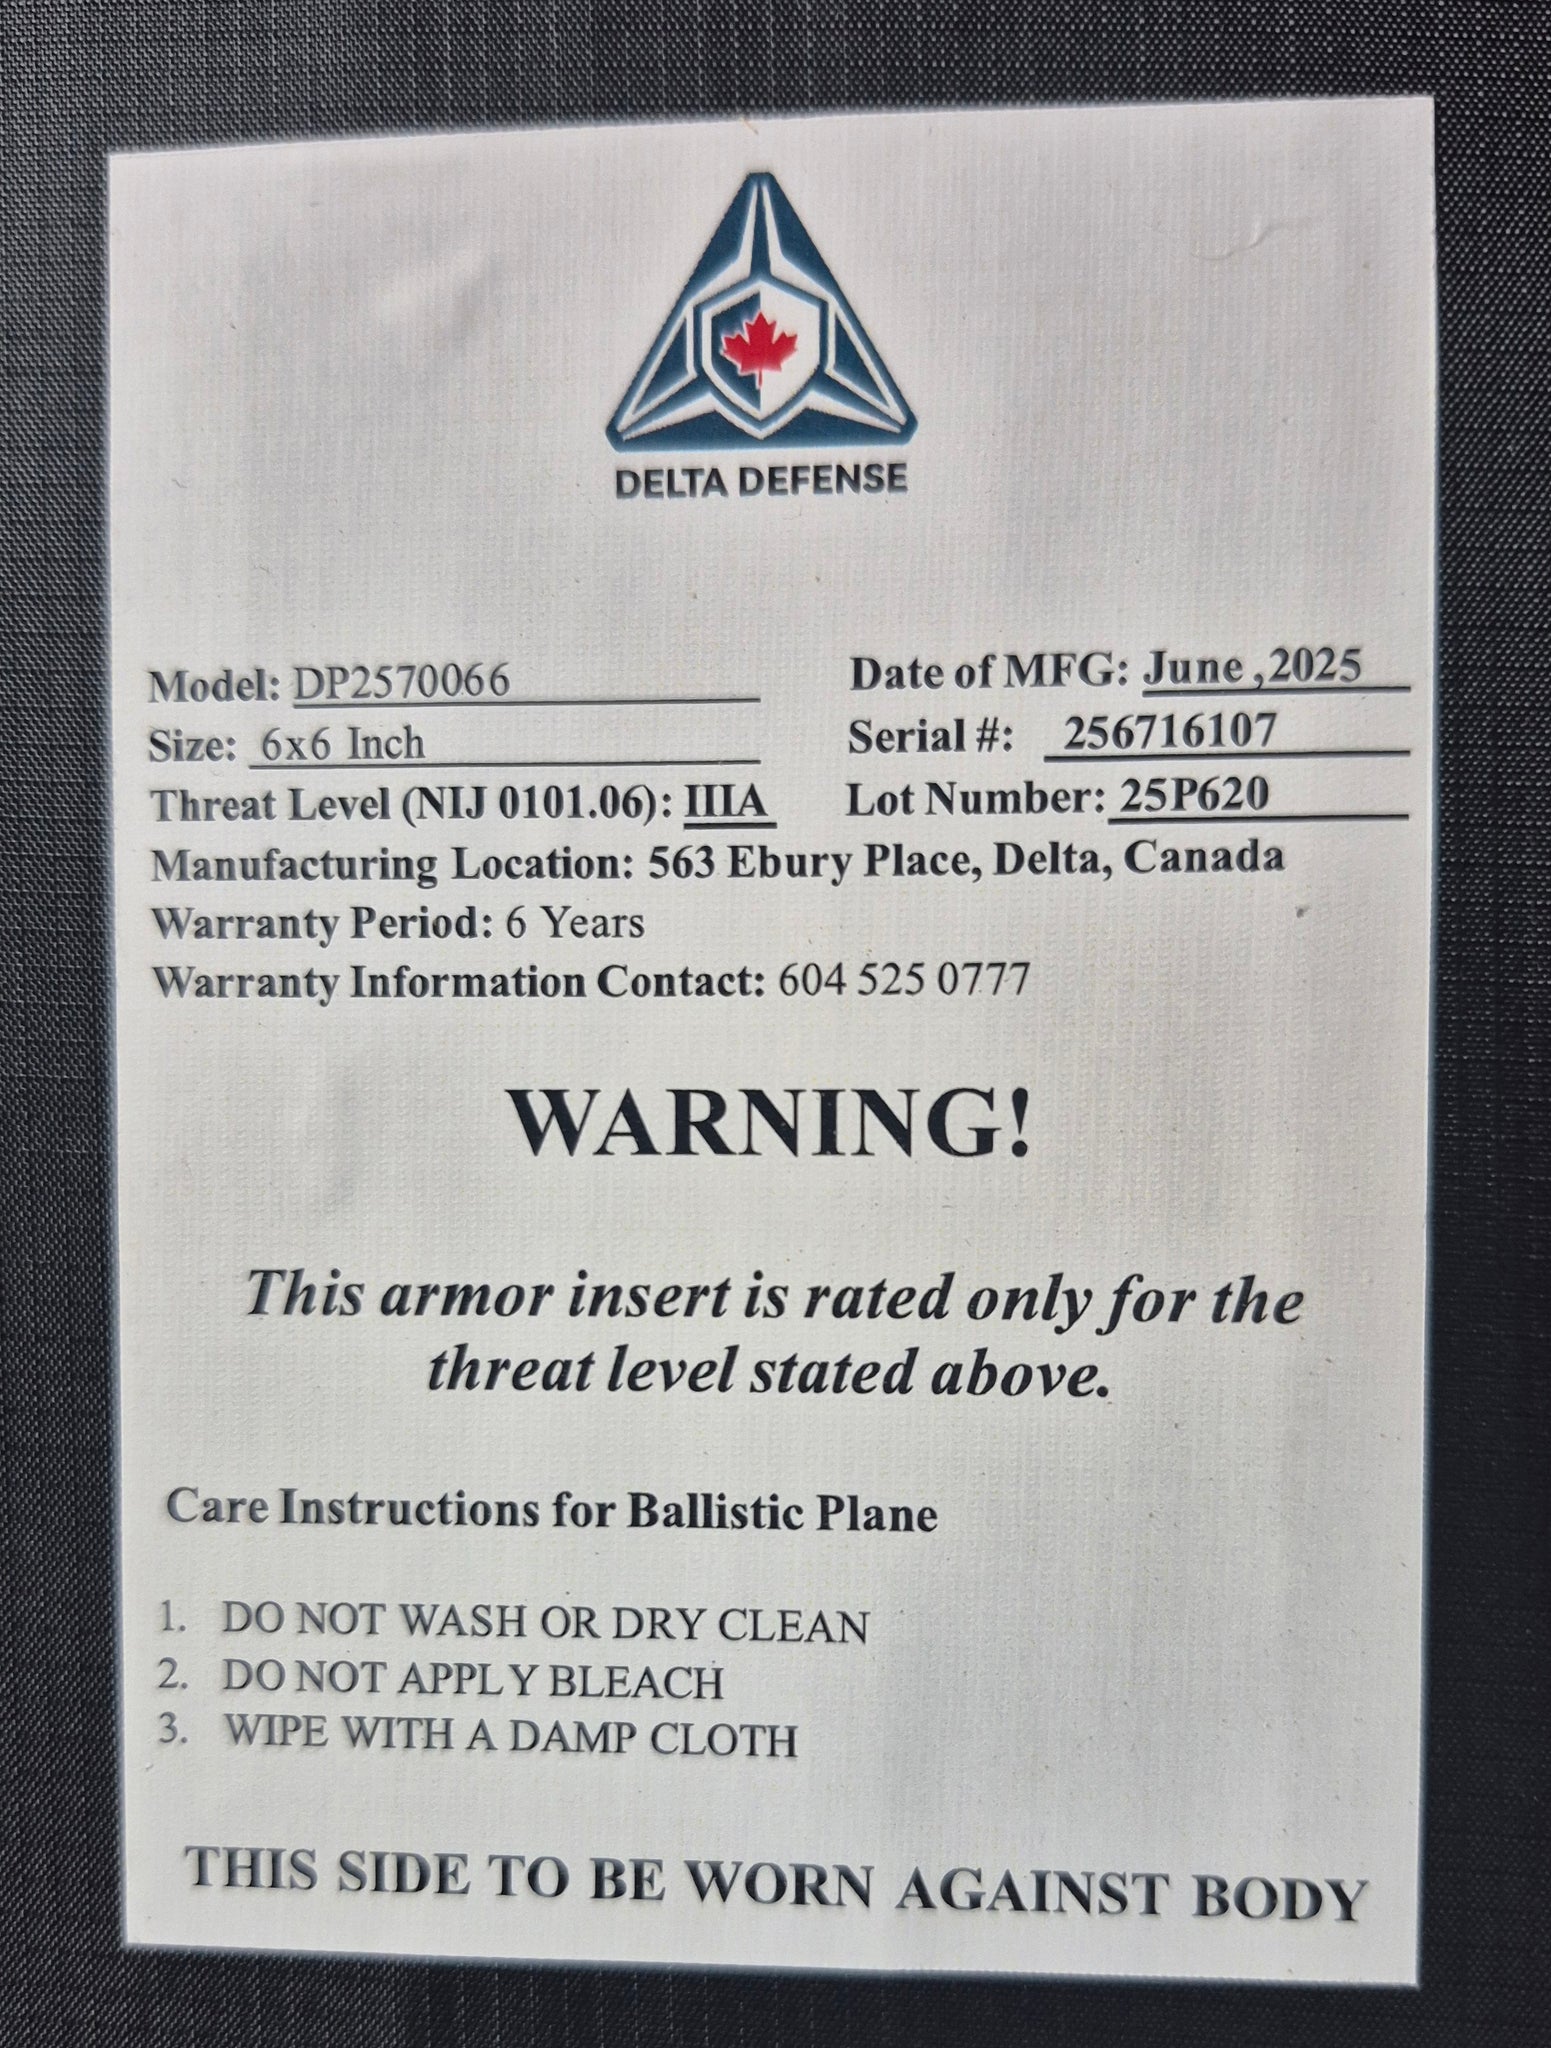 DELTA DEFENSE
Model: DP2570066
Date of MFG: June ,2025
Size: 6x6 Inch
Serial #: 256716107
Threat Level (NIJ 0101.06): IIIA
Lot Number: 25P620
Manufacturing Location: 563 Ebury Place, Delta, Canada
Warranty Period: 6 Years
Warranty Information Contact: 604 525 0777
WARNING!
This armor insert is rated only for the
threat level stated above.
Care Instructions for Ballistic Plane
1. DO NOT WASH OR DRY CLEAN
2. DO NOT APPLY BLEACH
3. WIPE WITH A DAMP CLOTH
THIS SIDE TO BE WORN AGAINST BODY